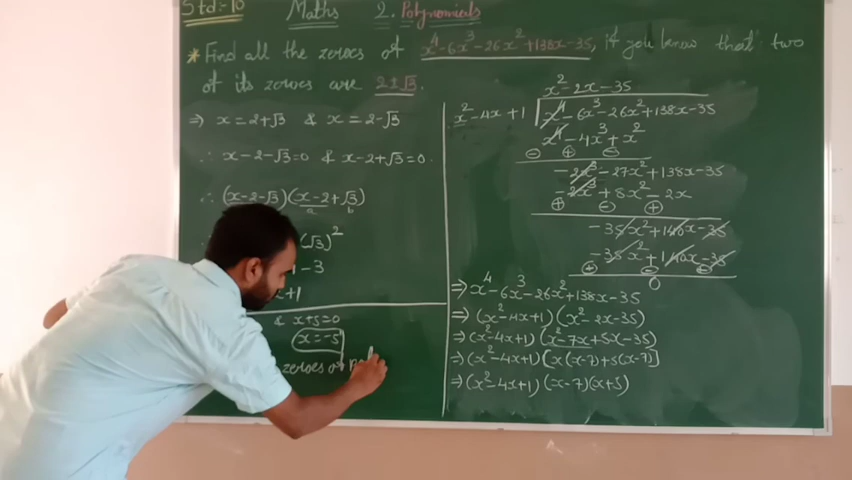 Std:- 10 Maths 2. Polynomials
* Find all the zeroes of x⁴-6x³-26x²+138x-35, if you know that two
of its zeroes are 2±√3.
⇒ x=2+√3 & x=2-√3
∴ x-2-√3=0 & x-2+√3=0.
∴ (x-2-√3)(x-2+√3)
a b
(√3)²
- 3
x+1
& x+5=0
x=-5
zeroes of
x²-2x-35
x²-4x+1 x⁴-6x³-26x²+138x-35
x⁴-4x³+x²
- + -
-2x³-27x²+138x-35
-2x³+8x²-2x
+ - +
-35x²+140x-35
-35x²+140x-35
+ - +
0
⇒ x⁴-6x³-26x²+138x-35
⇒ (x²-4x+1)(x²-2x-35)
⇒ (x²-4x+1)(x²-7x+5x-35)
⇒ (x²-4x+1)[x(x-7)+5(x-7)]
⇒ (x²-4x+1)(x-7)(x+5)